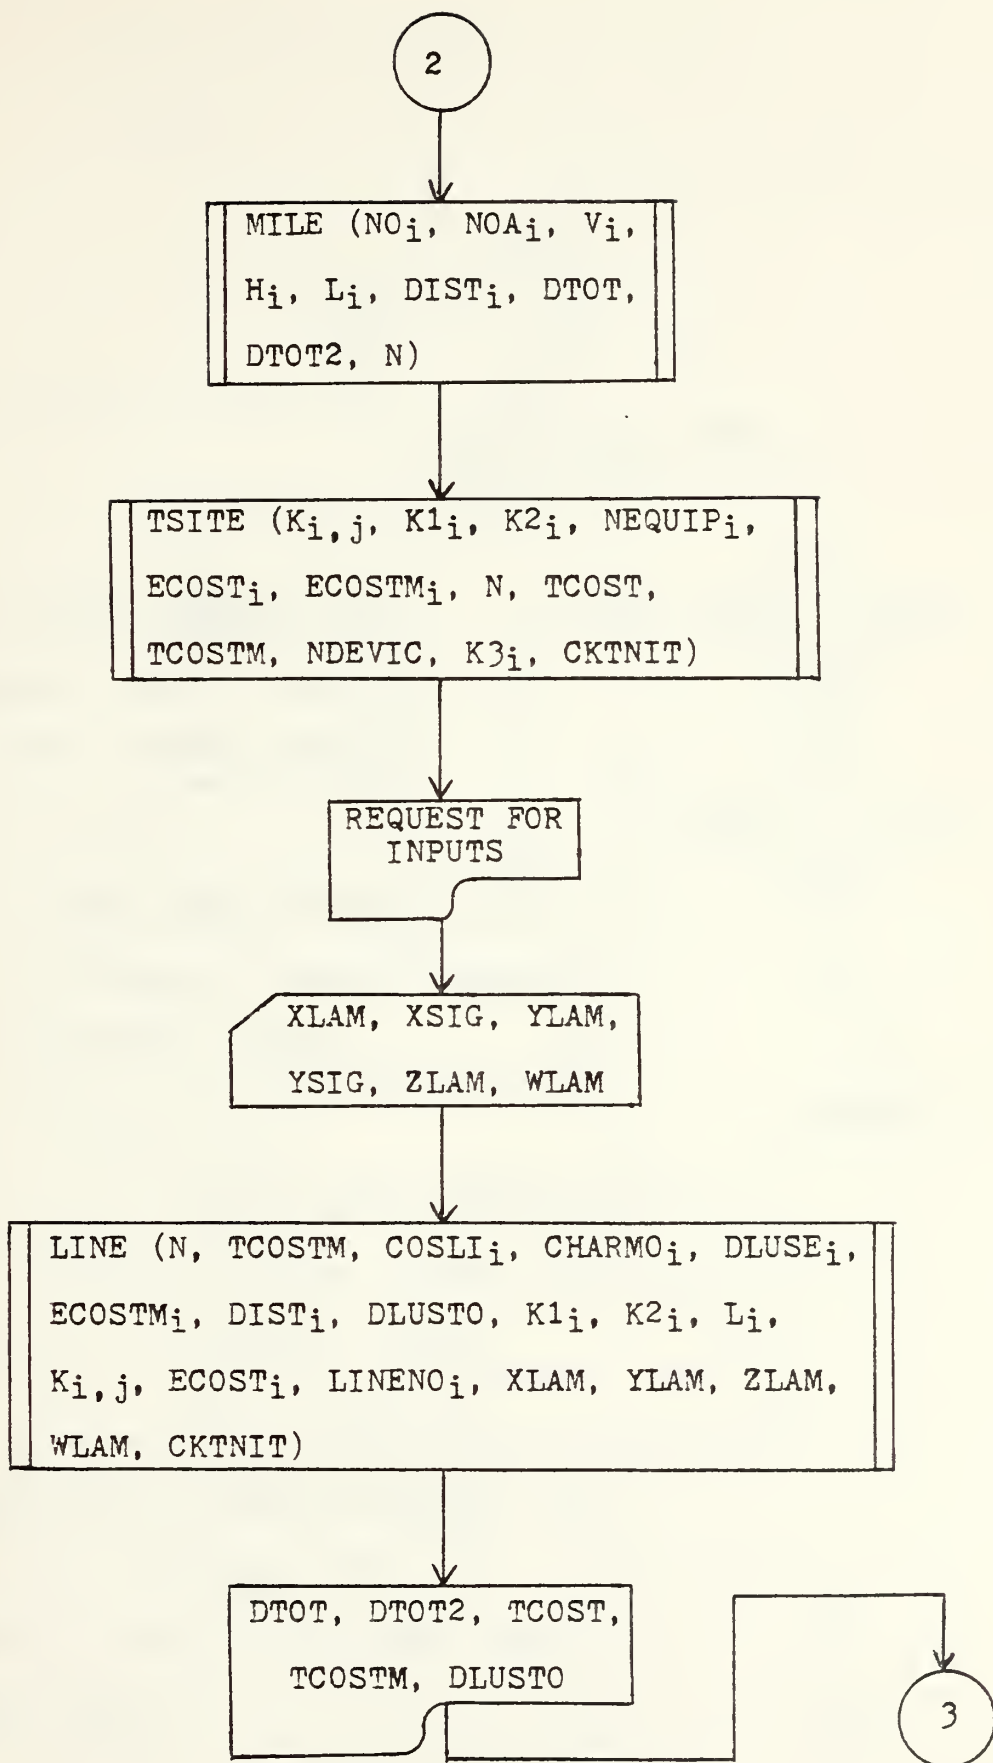 2
MILE (NOi, NOAi, Vi,
Hi, Li, DISTi, DTOT,
DTOT2, N)
TSITE (Ki,j, K1i, K2i, NEQUIPi,
ECOSTi, ECOSTMi, N, TCOST,
TCOSTM, NDEVIC, K3i, CKTNIT)
REQUEST FOR
INPUTS
XLAM, XSIG, YLAM,
YSIG, ZLAM, WLAM
LINE (N, TCOSTM, COSLIi, CHARMOi, DLUSEi,
ECOSTMi, DISTi, DLUSTO, K1i, K2i, Li,
Ki,j, ECOSTi, LINENOi, XLAM, YLAM, ZLAM,
WLAM, CKTNIT)
DTOT, DTOT2, TCOST,
TCOSTM, DLUSTO
3